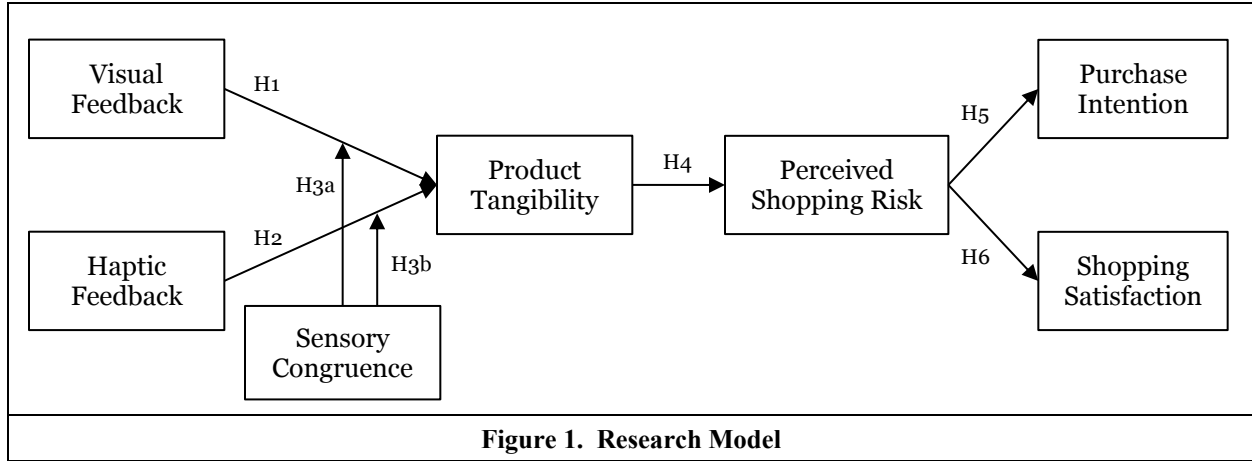 Visual
Feedback
H1
Haptic
Feedback
H2
H3a
H3b
Sensory
Congruence
Product
Tangibility
H4
Perceived
Shopping Risk
H5
H6
Purchase
Intention
Shopping
Satisfaction
Figure 1. Research Model